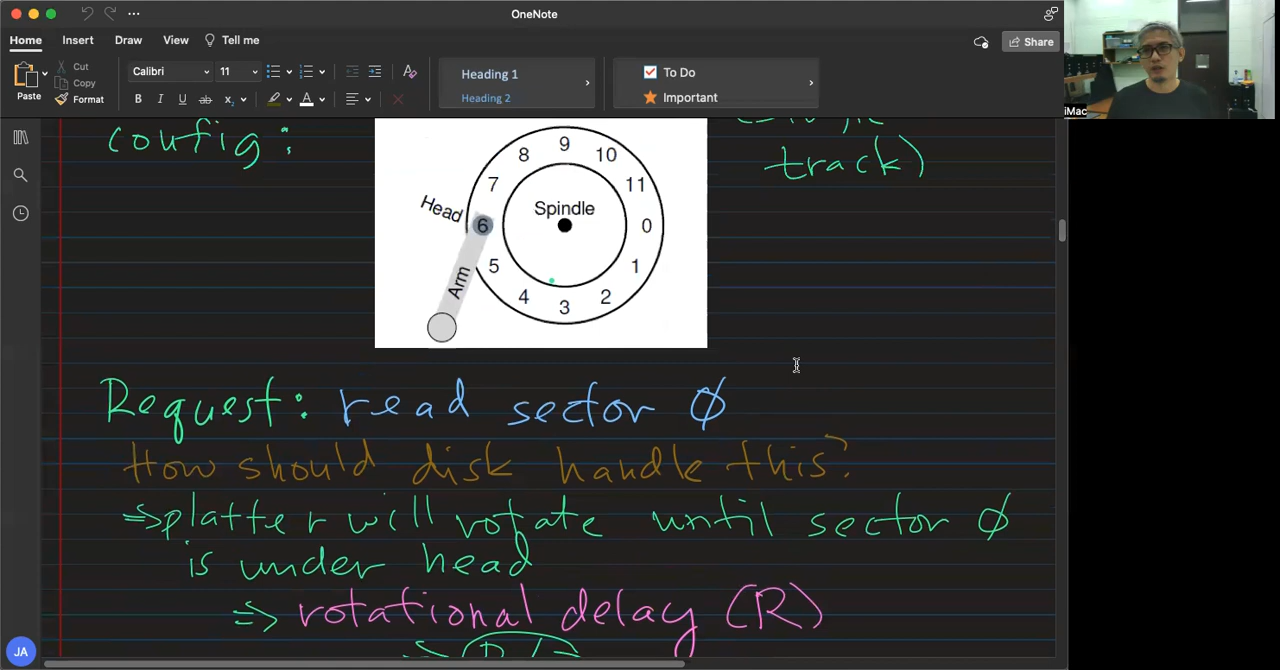 OneNote
Home Insert Draw View Tell me
Share
Paste
Cut
Copy
Format
Calibri 11
B I U ab x₂ A
Heading 1
Heading 2
To Do
Important
iMac
config:
track)
8 9 10
7 11
Head 6 Spindle 0
5 1
Arm
4 3 2
Request: read sector Ø
How should disk handle this?
⇒ platter will rotate until sector Ø
is under head
⇒ rotational delay (R)
JA